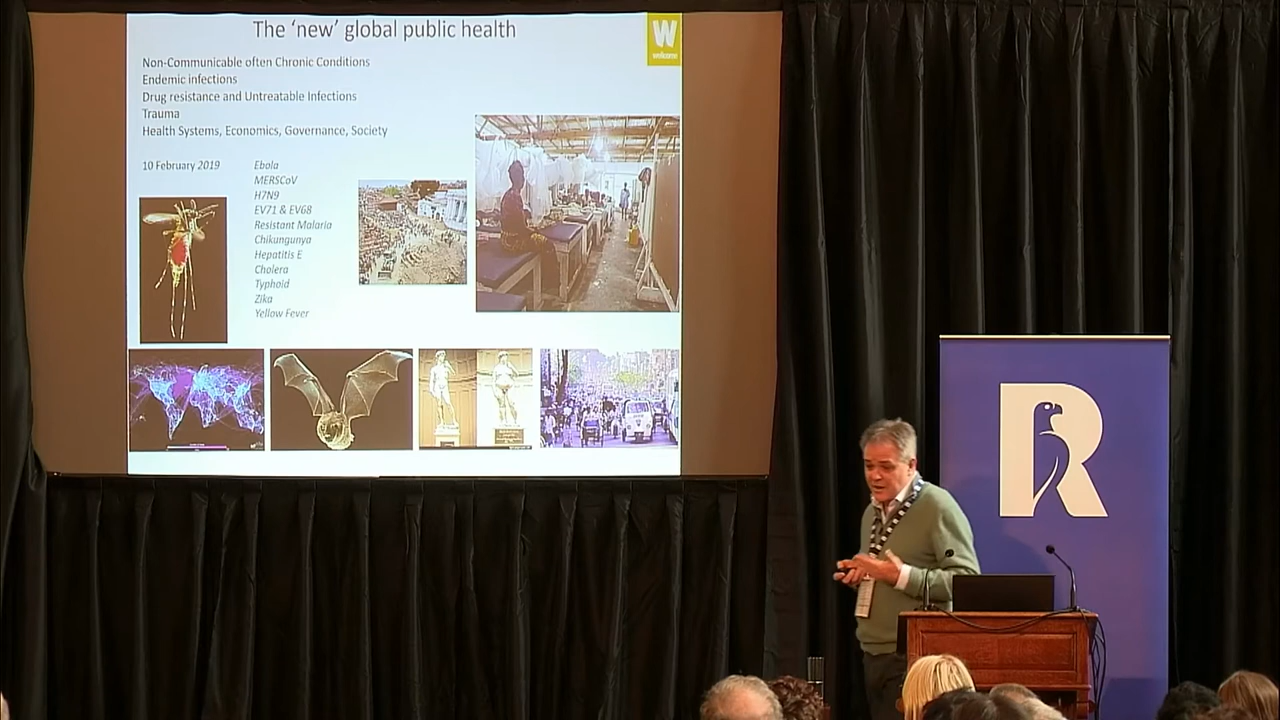 The ‘new’ global public health
W
wellcome
Non-Communicable often Chronic Conditions
Endemic infections
Drug resistance and Untreatable Infections
Trauma
Health Systems, Economics, Governance, Society
10 February 2019
Ebola
MERSCoV
H7N9
EV71 & EV68
Resistant Malaria
Chikungunya
Hepatitis E
Cholera
Typhoid
Zika
Yellow Fever
R